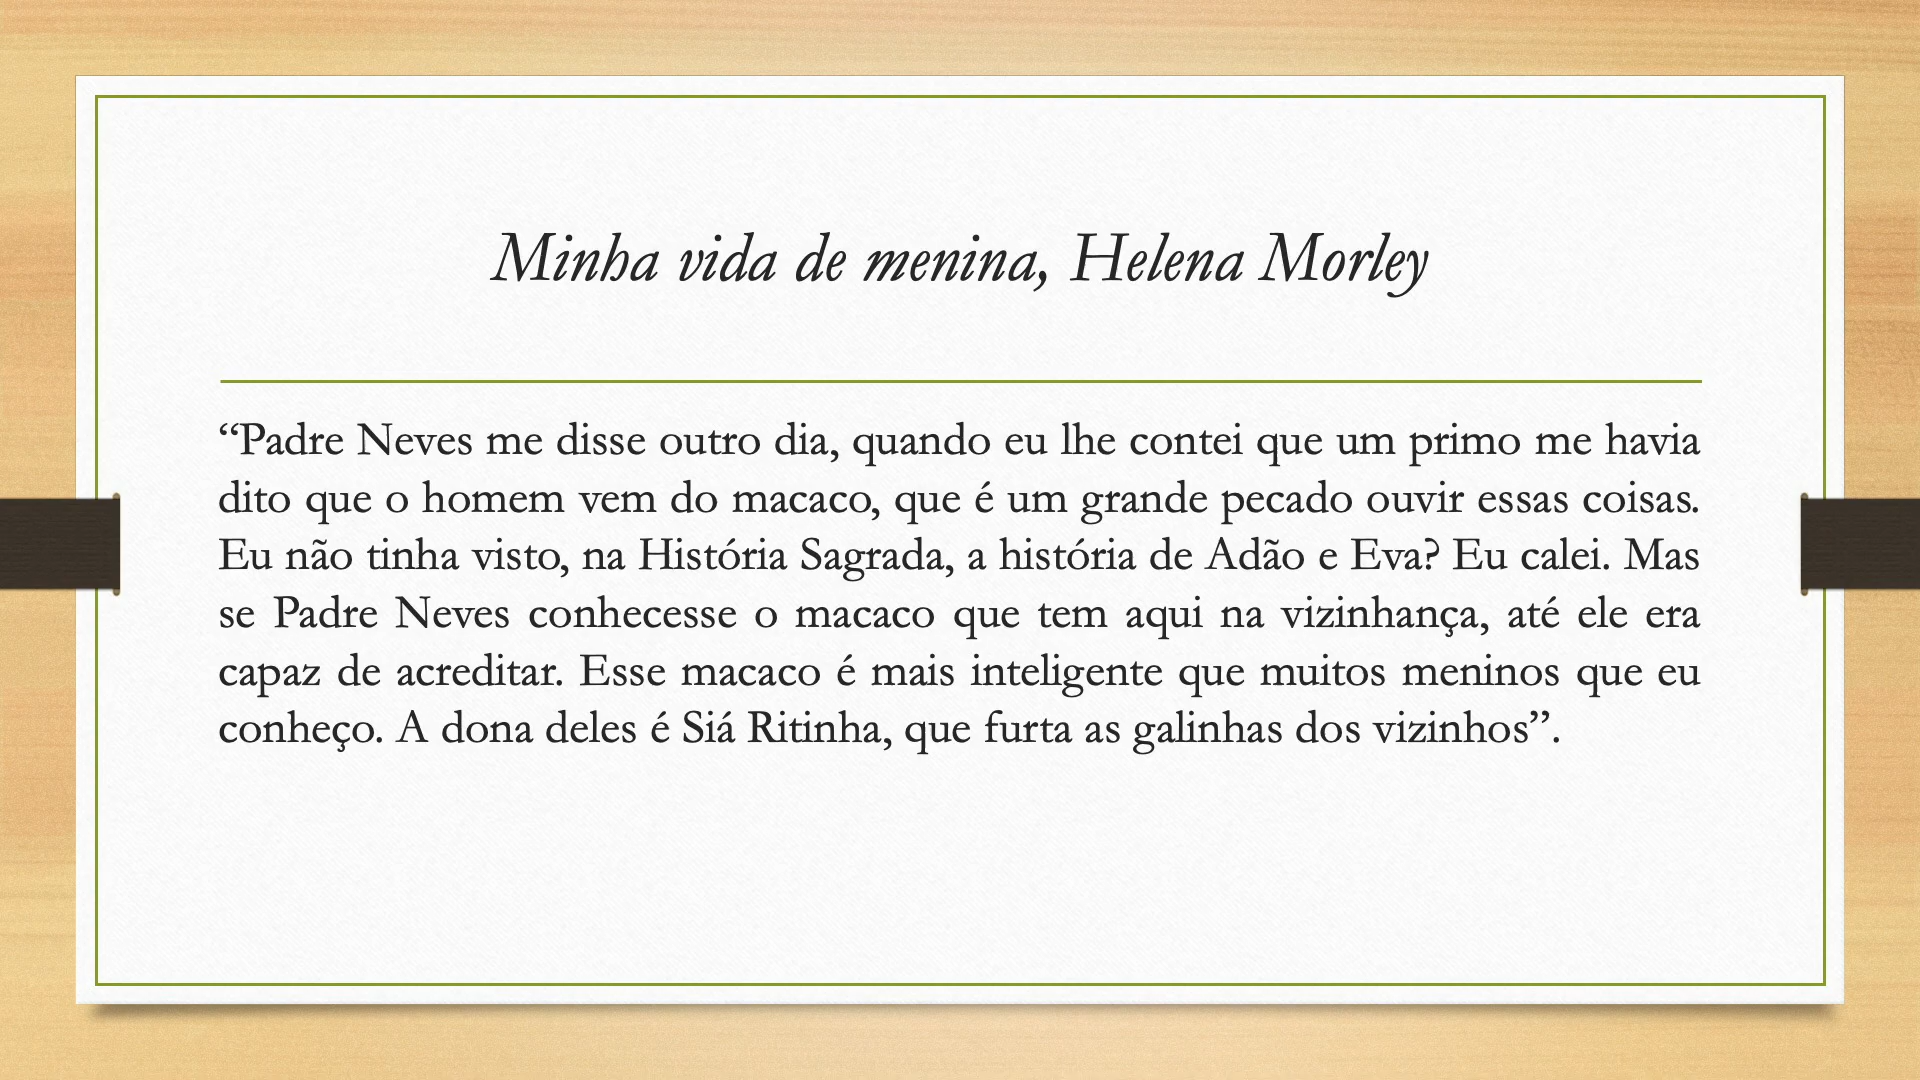 Minha vida de menina, Helena Morley
“Padre Neves me disse outro dia, quando eu lhe contei que um primo me havia
dito que o homem vem do macaco, que é um grande pecado ouvir essas coisas.
Eu não tinha visto, na História Sagrada, a história de Adão e Eva? Eu calei. Mas
se Padre Neves conhecesse o macaco que tem aqui na vizinhança, até ele era
capaz de acreditar. Esse macaco é mais inteligente que muitos meninos que eu
conheço. A dona deles é Siá Ritinha, que furta as galinhas dos vizinhos”.